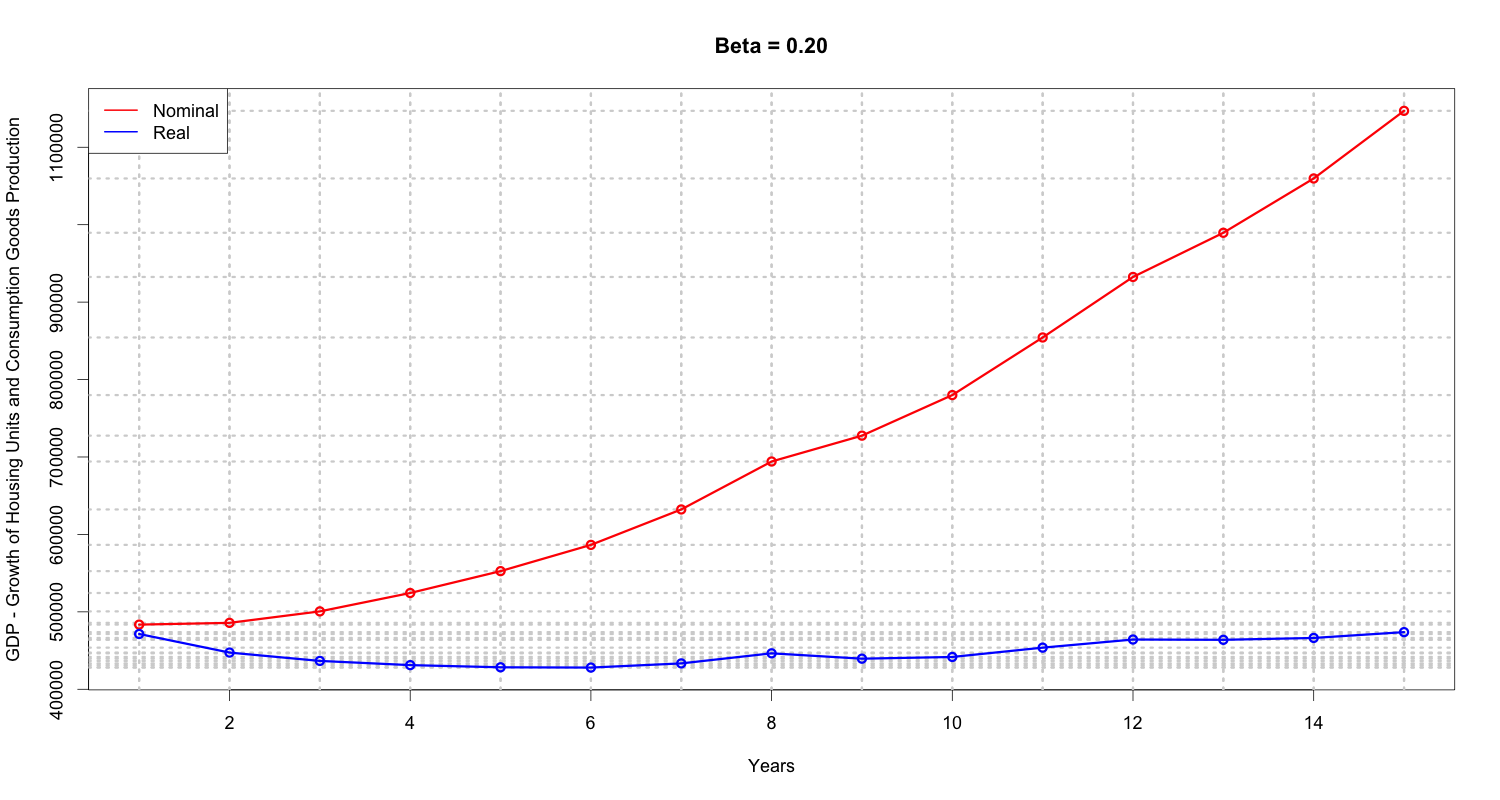 Beta = 0.20
Nominal
Real
GDP - Growth of Housing Units and Consumption Goods Production
1100000
900000
800000
700000
600000
500000
400000
2 4 6 8 10 12 14
Years